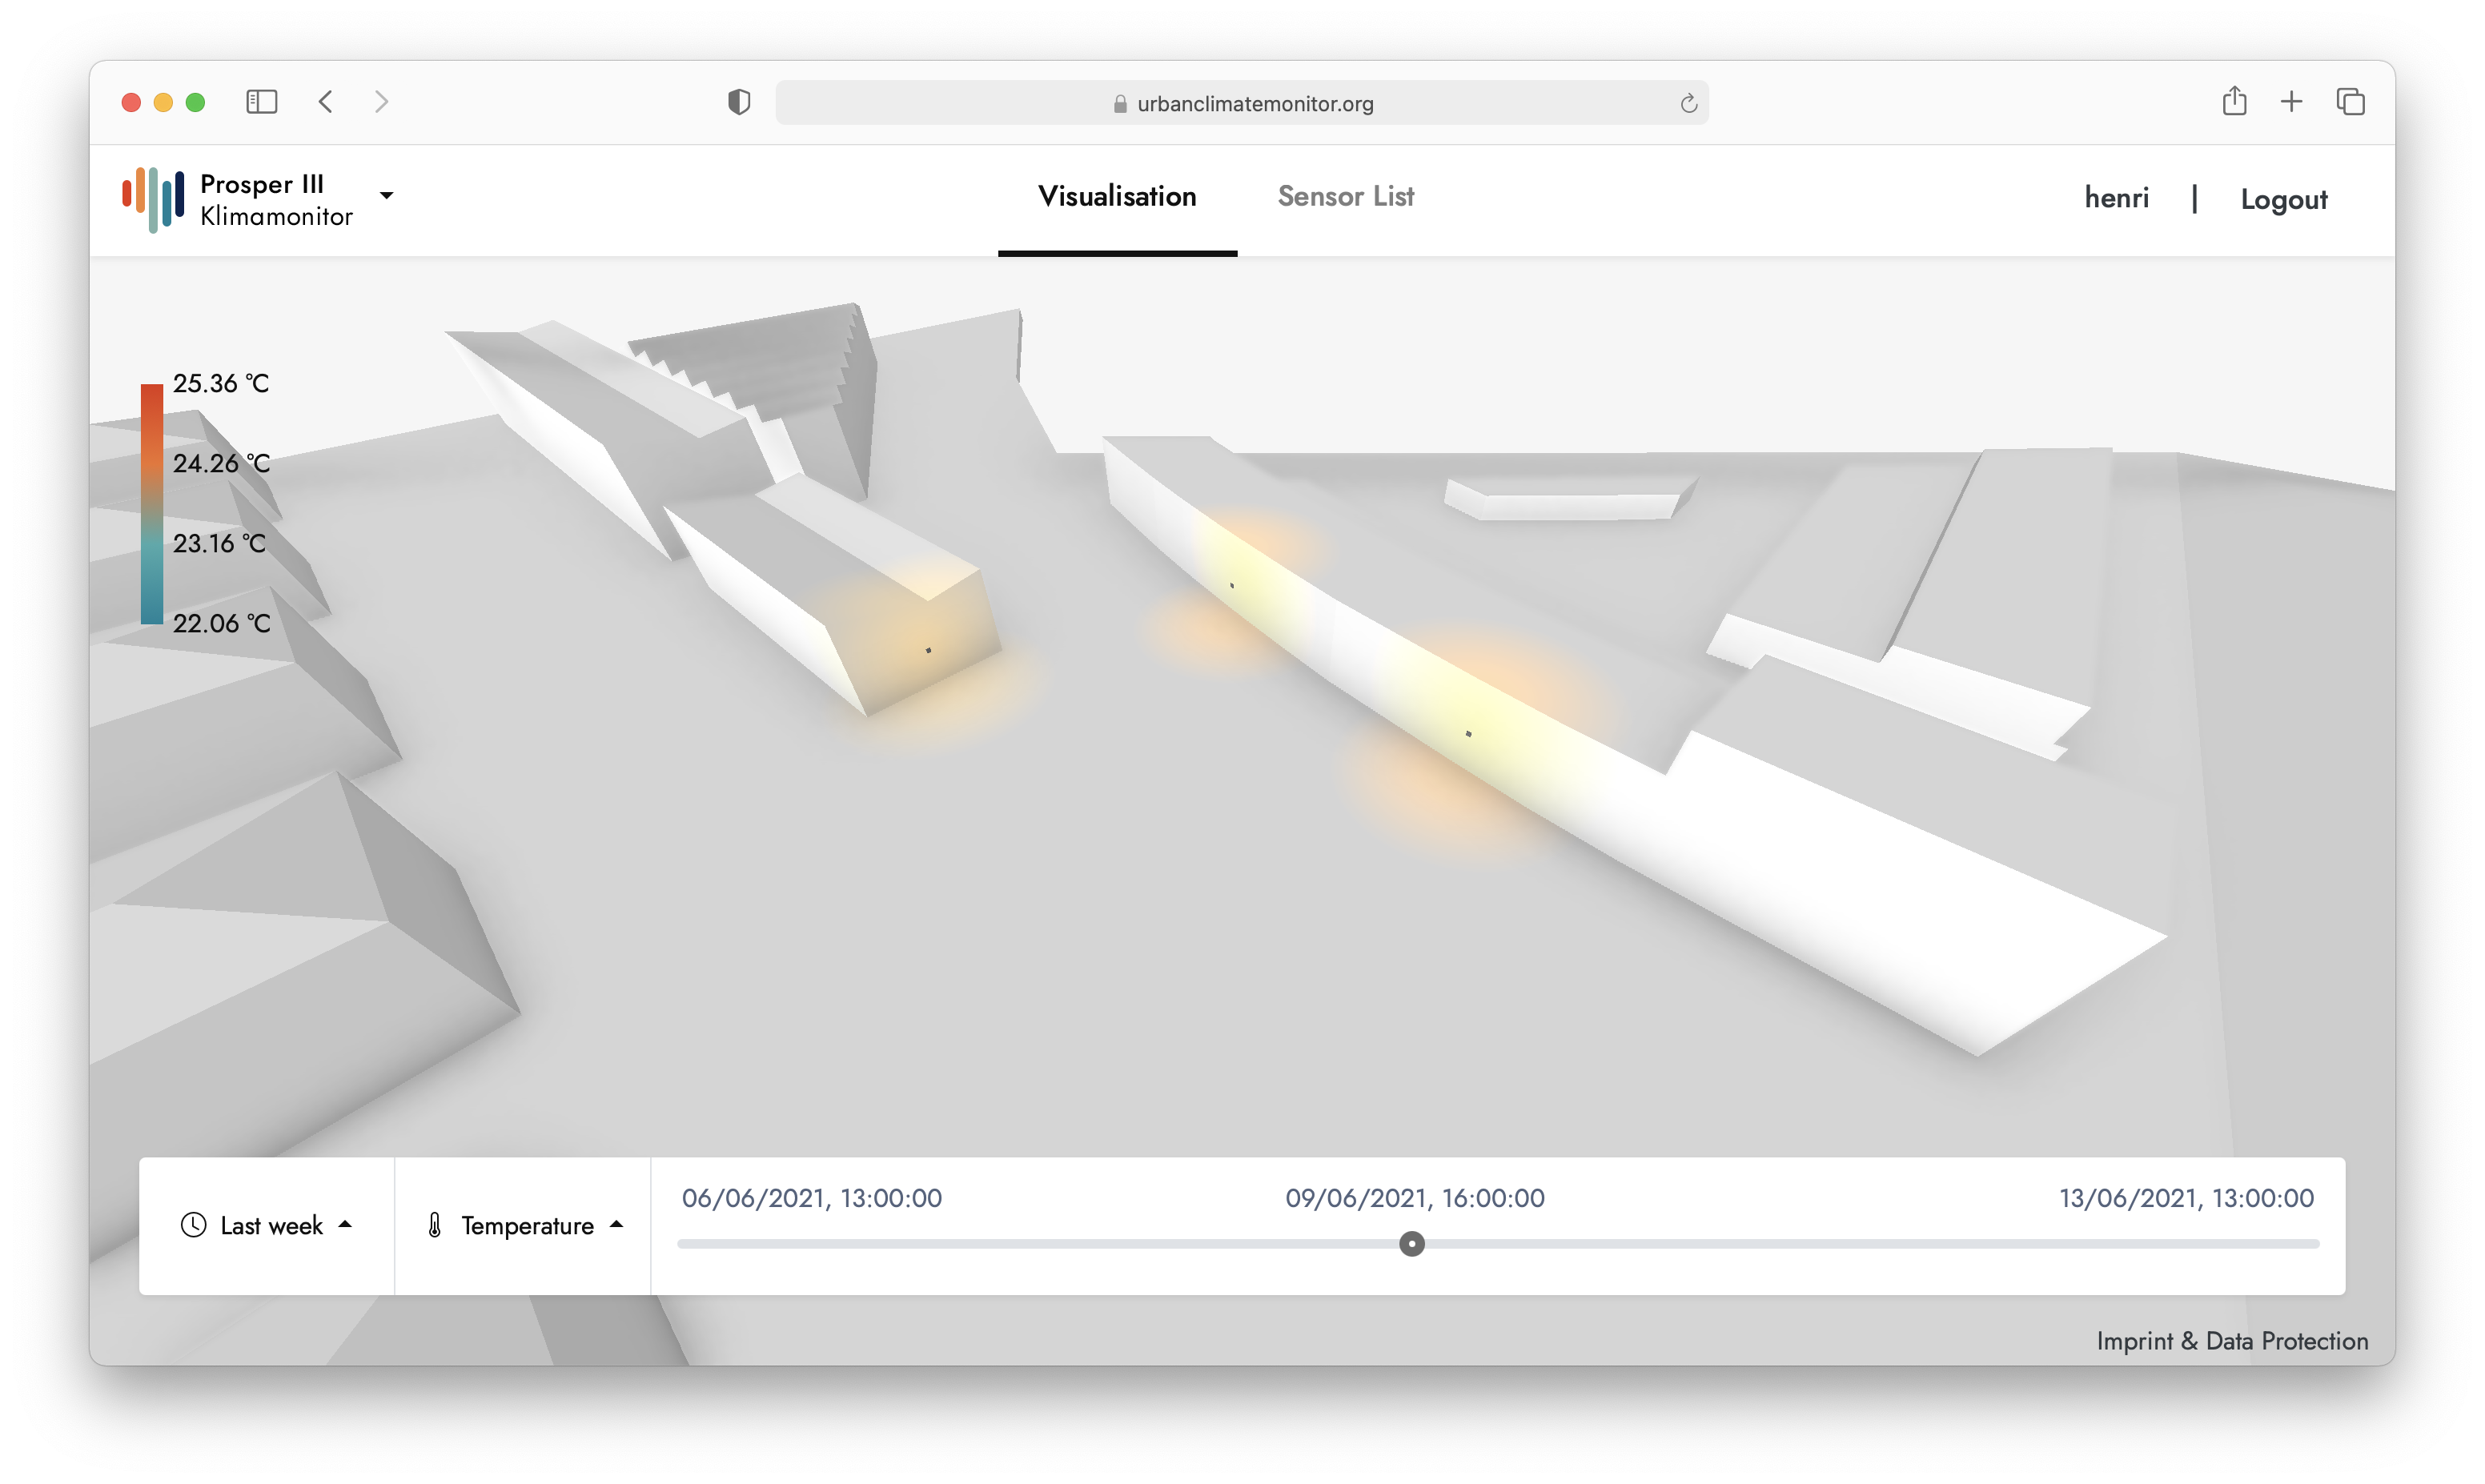 urbanclimatemonitor.org
Prosper III
Klimamonitor
Visualisation
Sensor List
henri | Logout
25.36 °C
24.26 °C
23.16 °C
22.06 °C
Last week
Temperature
06/06/2021, 13:00:00
09/06/2021, 16:00:00
13/06/2021, 13:00:00
Imprint & Data Protection